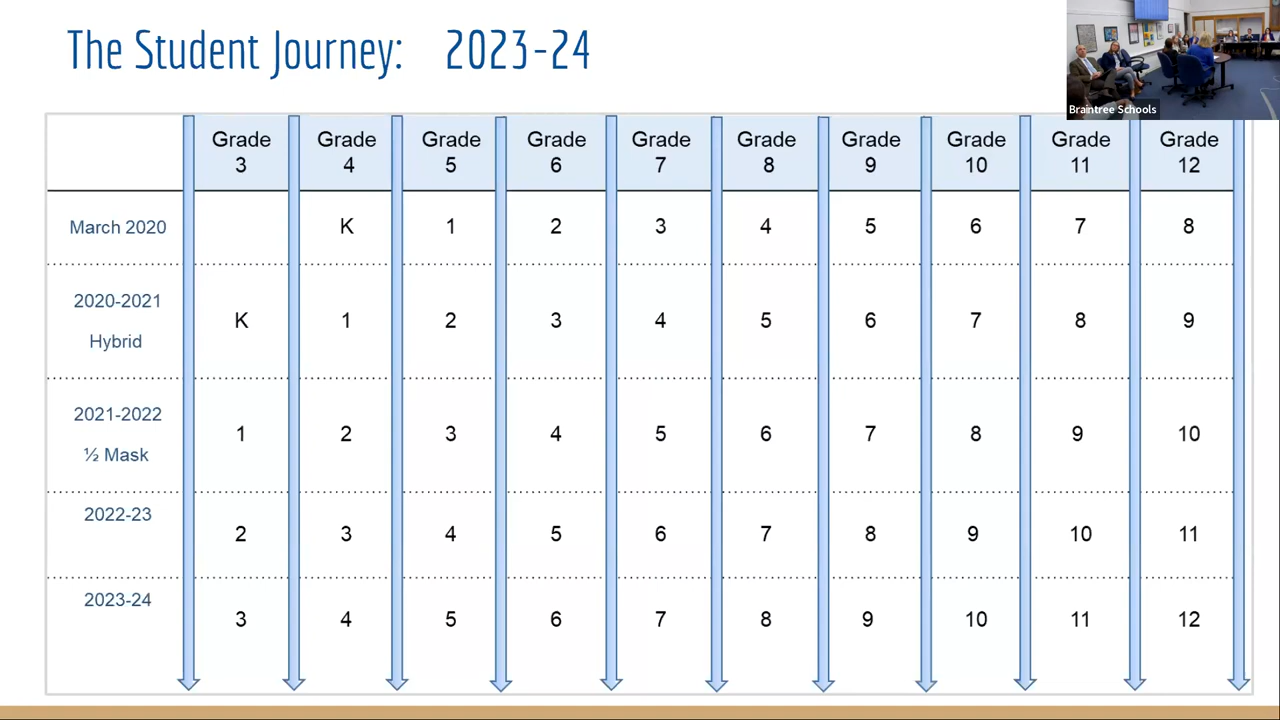 The Student Journey: 2023-24
Braintree Schools
Grade 3 Grade 4 Grade 5 Grade 6 Grade 7 Grade 8 Grade 9 Grade 10 Grade 11 Grade 12
March 2020 K 1 2 3 4 5 6 7 8
2020-2021
Hybrid
K 1 2 3 4 5 6 7 8 9
2021-2022
½ Mask
1 2 3 4 5 6 7 8 9 10
2022-23
2 3 4 5 6 7 8 9 10 11
2023-24
3 4 5 6 7 8 9 10 11 12